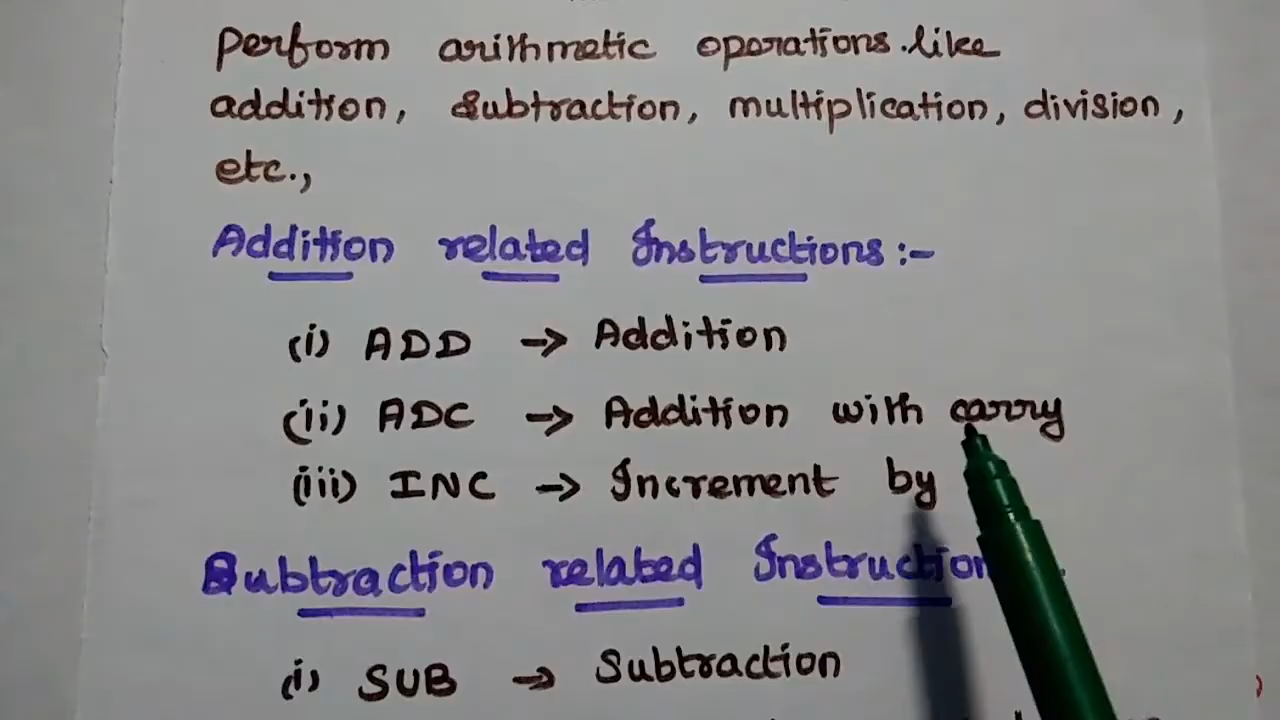 Perform arithmetic operations.like
addition, Subtraction, multiplication, division,
etc.,
Addition related Instructions:-
(i) ADD → Addition
(ii) ADC → Addition with carry
(iii) INC → Increment by
Subtraction related Instruction
(i) SUB → Subtraction